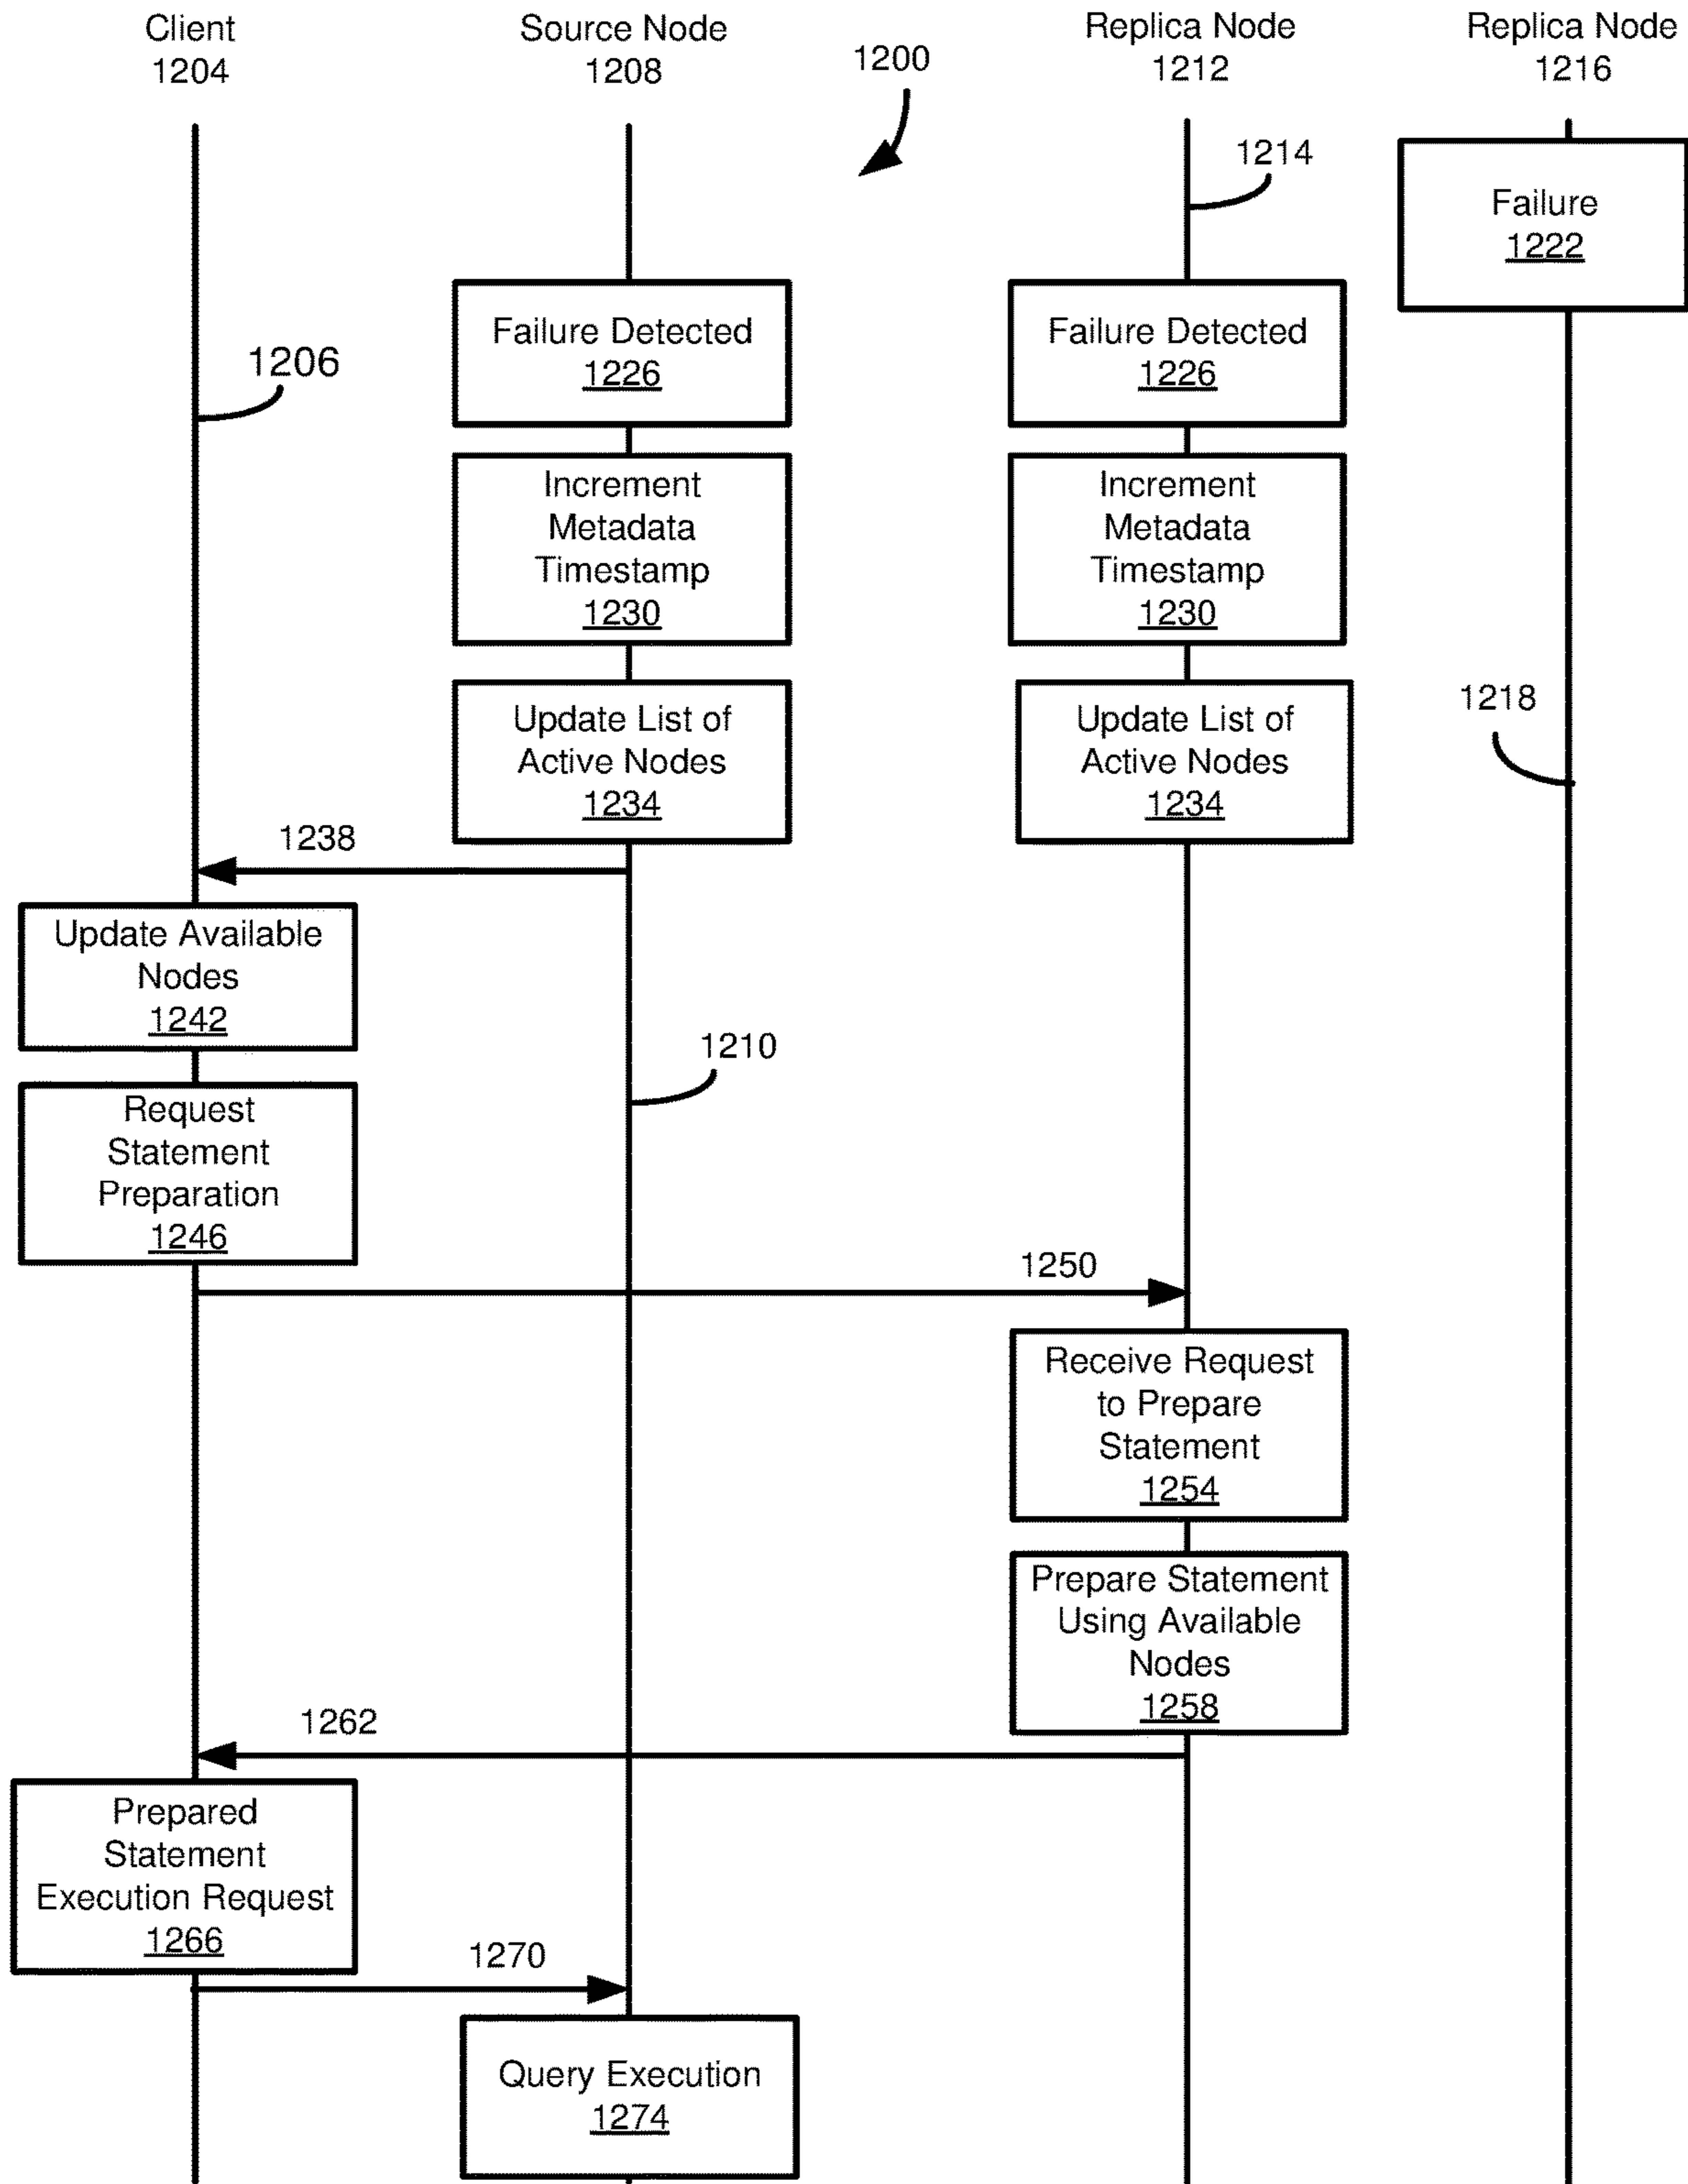 Client
1204
Source Node
1208
1200
Replica Node
1212
Replica Node
1216
1214
Failure
1222
Failure Detected
1226
Failure Detected
1226
1206
Increment
Metadata
Timestamp
1230
Increment
Metadata
Timestamp
1230
Update List of
Active Nodes
1234
Update List of
Active Nodes
1234
1218
1238
Update Available
Nodes
1242
1210
Request
Statement
Preparation
1246
1250
Receive Request
to Prepare
Statement
1254
Prepare Statement
Using Available
Nodes
1258
1262
Prepared
Statement
Execution Request
1266
1270
Query Execution
1274